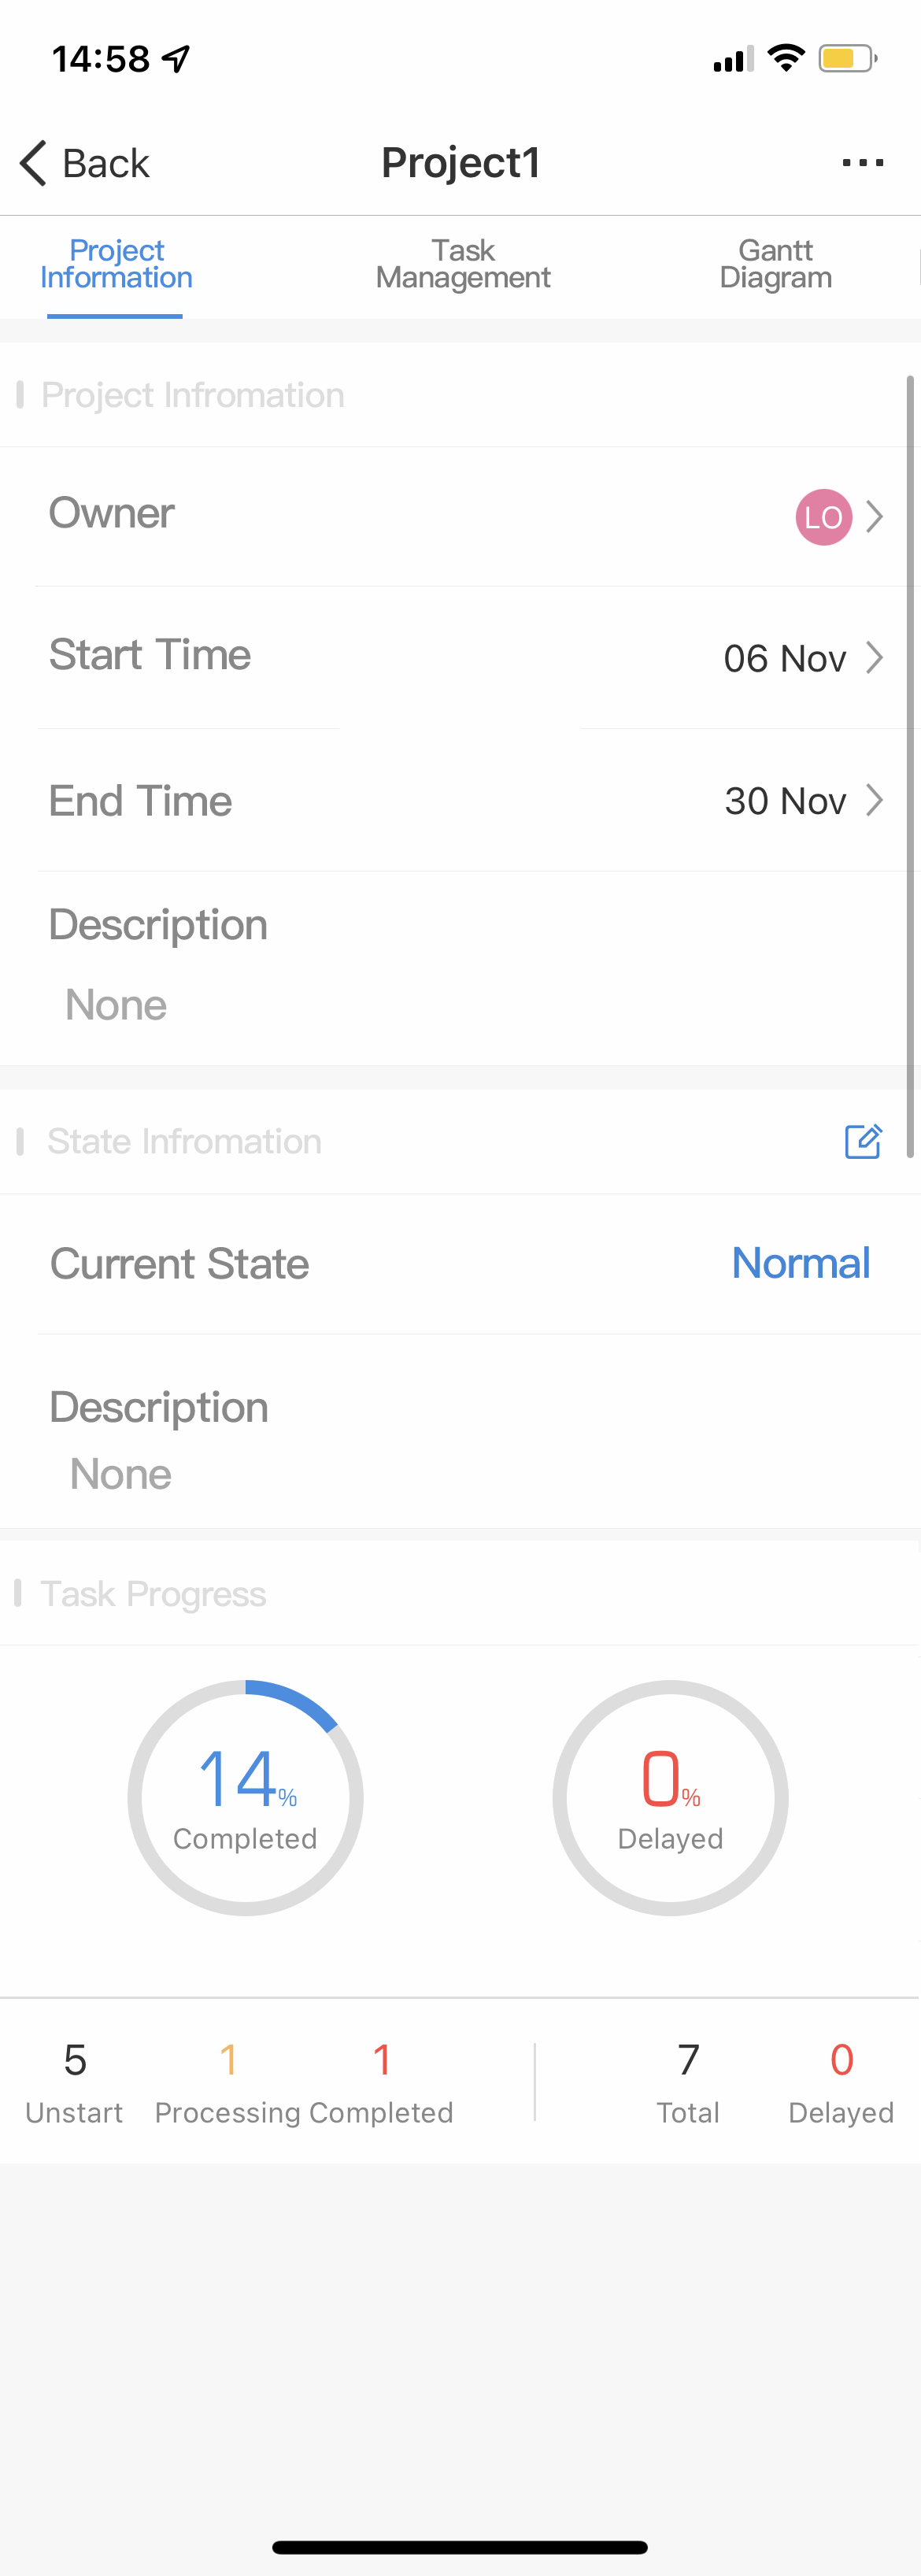 14:58
Back
Project1
...
Project
Information
Task
Management
Gantt
Diagram
Project Infromation
Owner
LO
Start Time
06 Nov
End Time
30 Nov
Description
None
State Infromation
Current State
Normal
Description
None
Task Progress
14%
Completed
0%
Delayed
5
Unstart
1
Processing
1
Completed
7
Total
0
Delayed